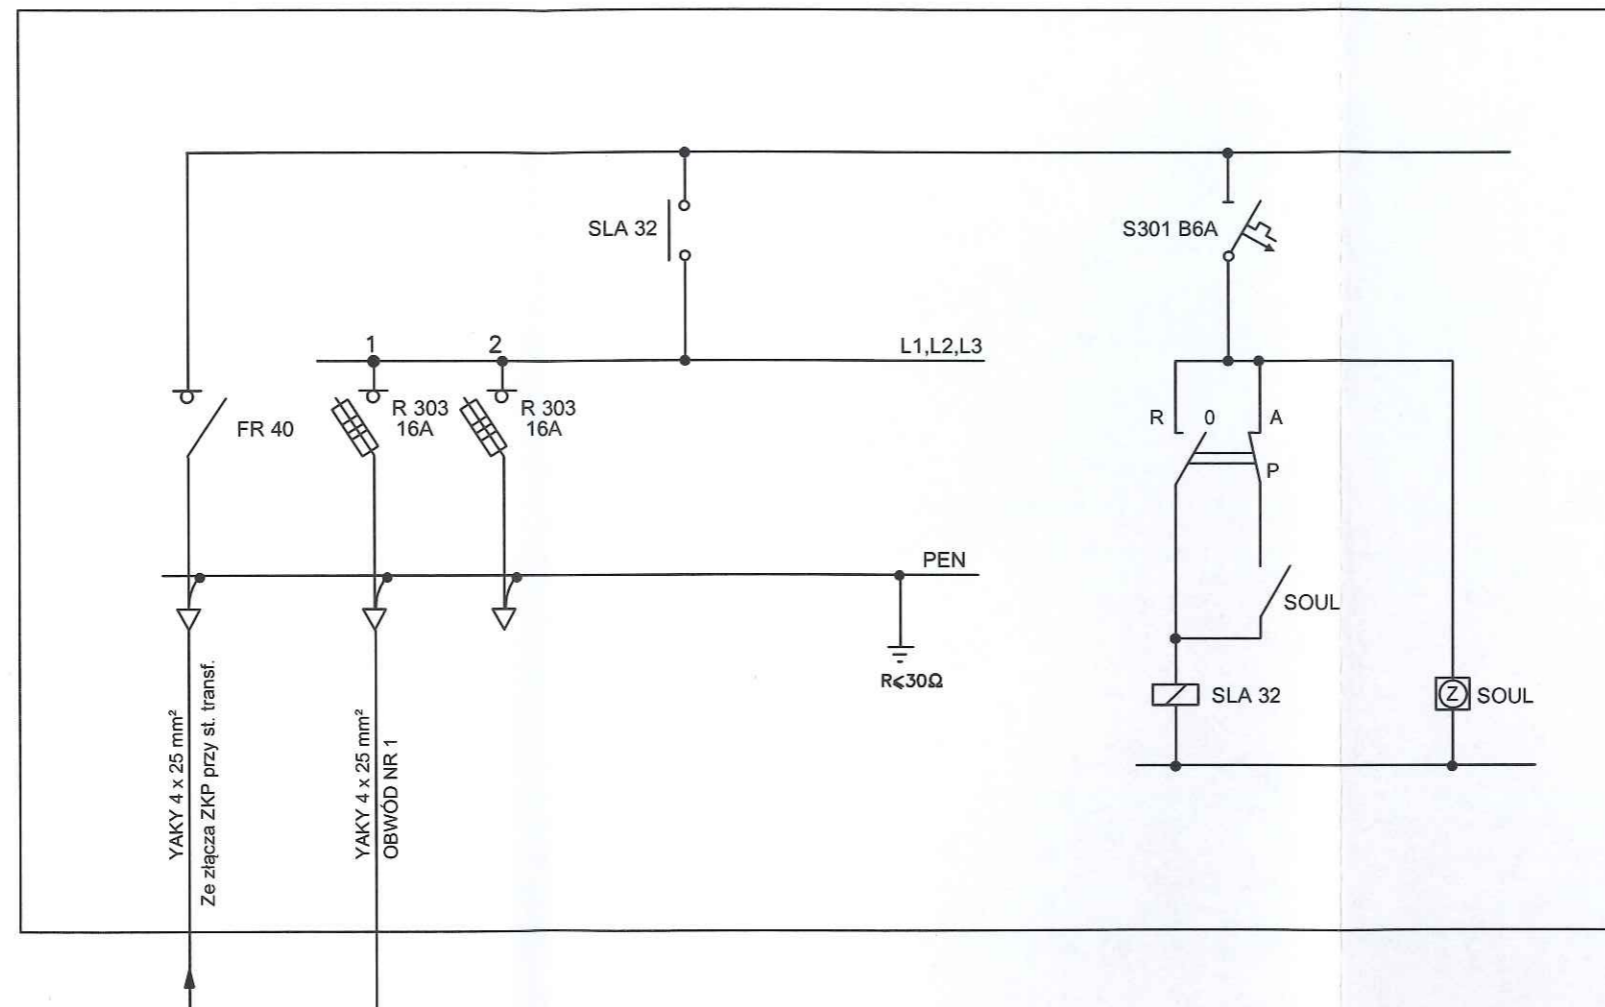 SLA 32
S301 B6A
1
2
L1,L2,L3
FR 40
R 303
16A
R 303
16A
R
0
A
P
PEN
SOUL
R⩽30Ω
SLA 32
Z
SOUL
YAKY 4 x 25 mm²
Ze złącza ZKP przy st. transf.
YAKY 4 x 25 mm²
OBWÓD NR 1